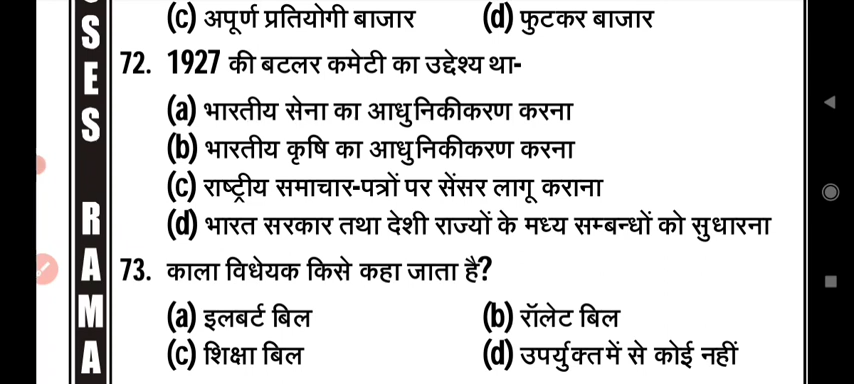 (c) अपूर्ण प्रतियोगी बाजार (d) फुटकर बाजार
72. 1927 की बटलर कमेटी का उद्देश्य था-
(a) भारतीय सेना का आधुनिकीकरण करना
(b) भारतीय कृषि का आधुनिकीकरण करना
(c) राष्ट्रीय समाचार-पत्रों पर सेंसर लागू कराना
(d) भारत सरकार तथा देशी राज्यों के मध्य सम्बन्धों को सुधारना
73. काला विधेयक किसे कहा जाता है?
(a) इलबर्ट बिल (b) रॉलेट बिल
(c) शिक्षा बिल (d) उपर्युक्त में से कोई नहीं
S
E
S
R
A
M
A